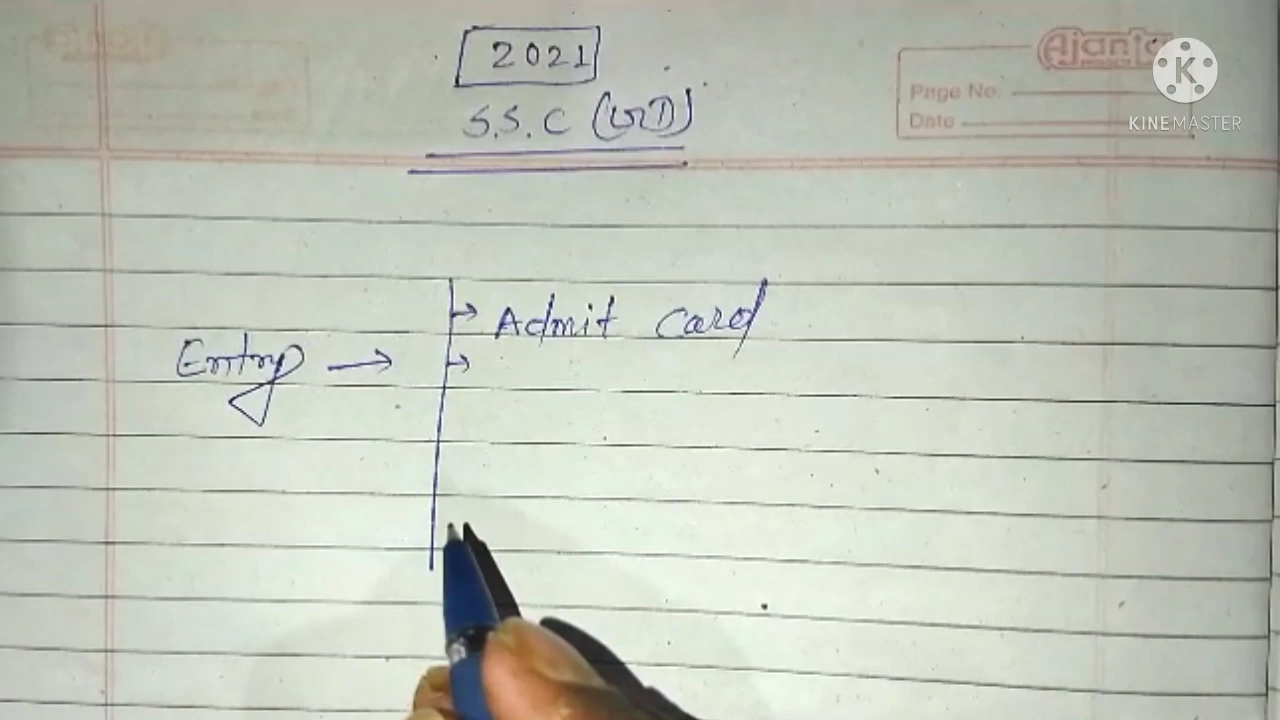 2021
S.S.C (GD)
Ajanta
Page No.
Date
KINEMASTER
Admit Card
Entry →